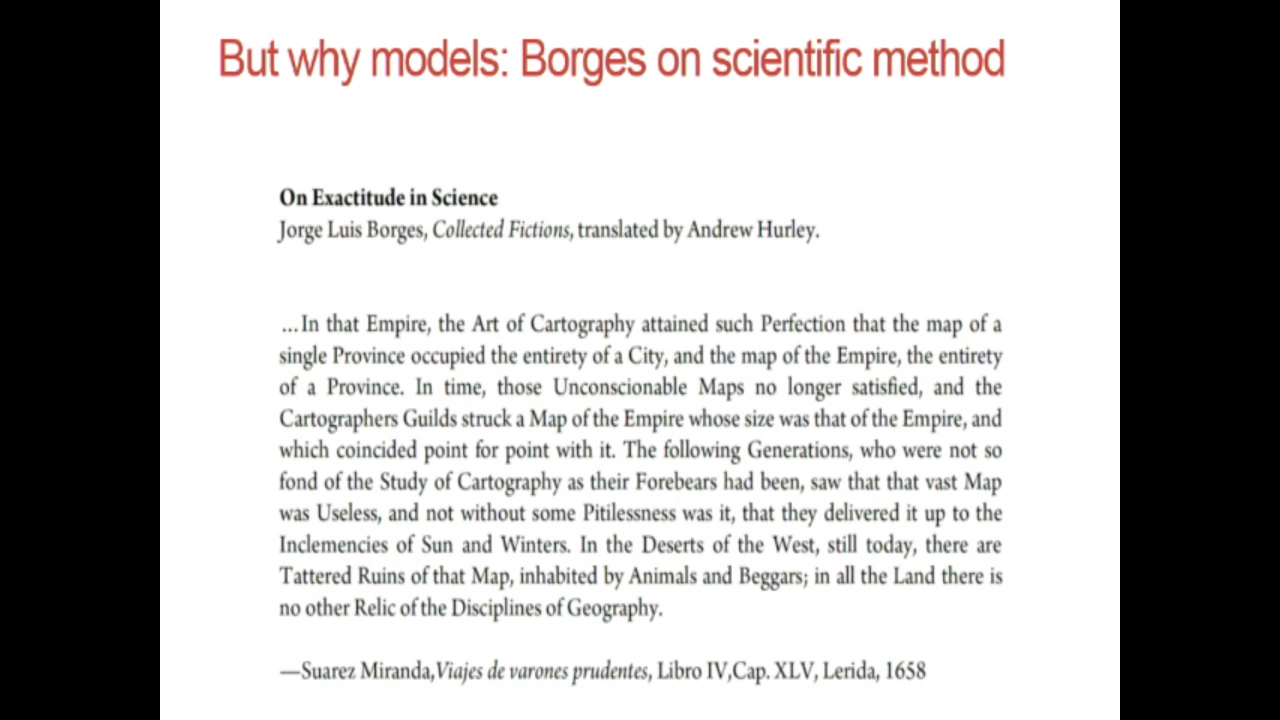 But why models: Borges on scientific method
On Exactitude in Science
Jorge Luis Borges, Collected Fictions, translated by Andrew Hurley.
...In that Empire, the Art of Cartography attained such Perfection that the map of a
single Province occupied the entirety of a City, and the map of the Empire, the entirety
of a Province. In time, those Unconscionable Maps no longer satisfied, and the
Cartographers Guilds struck a Map of the Empire whose size was that of the Empire, and
which coincided point for point with it. The following Generations, who were not so
fond of the Study of Cartography as their Forebears had been, saw that that vast Map
was Useless, and not without some Pitilessness was it, that they delivered it up to the
Inclemencies of Sun and Winters. In the Deserts of the West, still today, there are
Tattered Ruins of that Map, inhabited by Animals and Beggars; in all the Land there is
no other Relic of the Disciplines of Geography.
—Suarez Miranda,Viajes de varones prudentes, Libro IV,Cap. XLV, Lerida, 1658